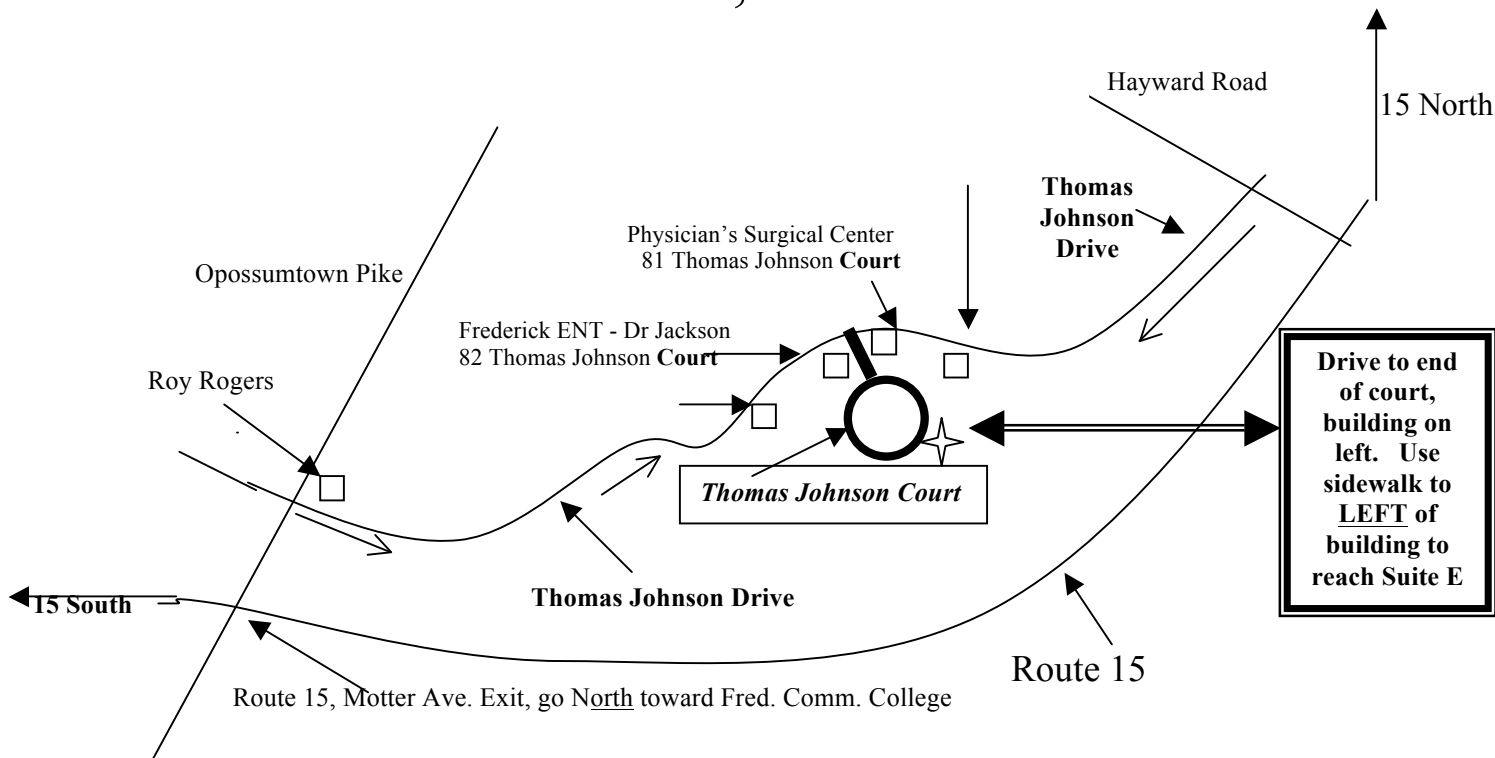 Hayward Road
15 North
Thomas
Johnson
Drive
Physician’s Surgical Center
81 Thomas Johnson Court
Opossumtown Pike
Frederick ENT - Dr Jackson
82 Thomas Johnson Court
Roy Rogers
Drive to end
of court,
building on
left. Use
sidewalk to
LEFT of
building to
reach Suite E
Thomas Johnson Court
15 South
Thomas Johnson Drive
Route 15
Route 15, Motter Ave. Exit, go North toward Fred. Comm. College